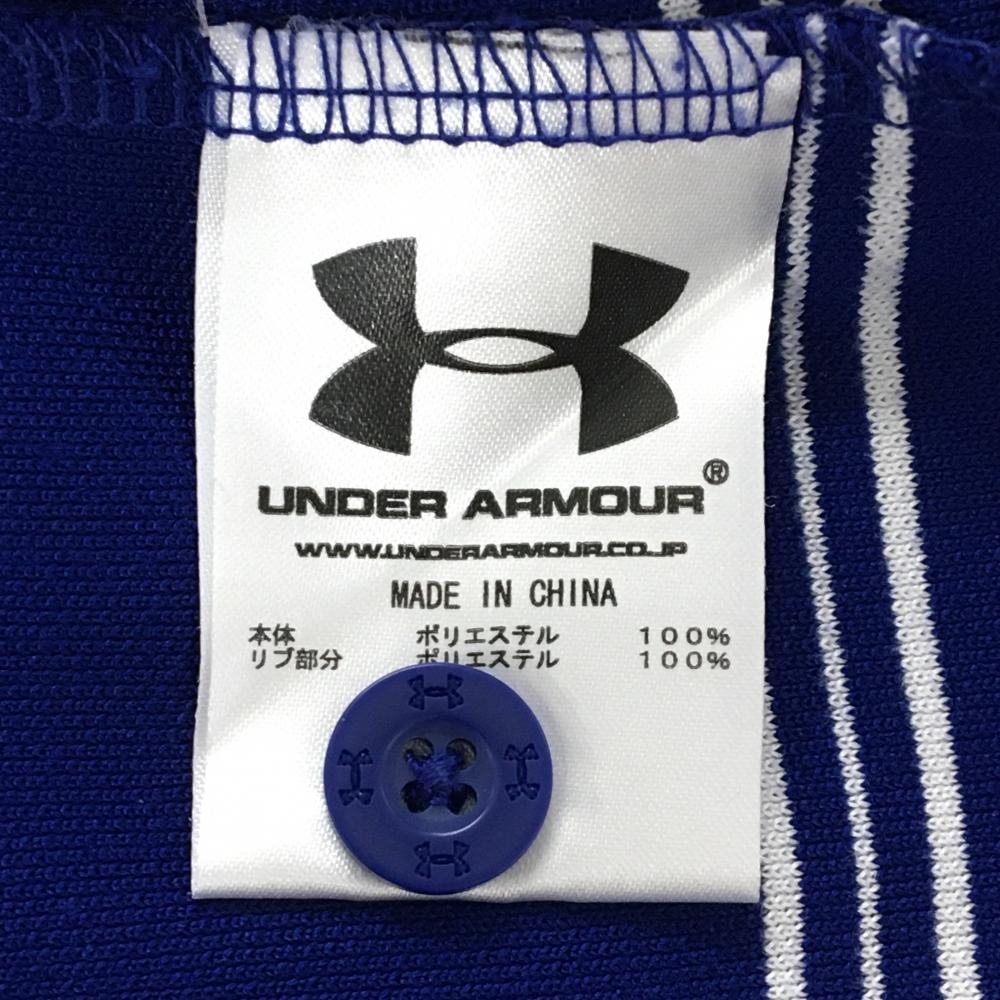 UNDER ARMOUR®
WWW.UNDERARMOUR.CO.JP
MADE IN CHINA
本体 ポリエステル 100%
リブ部分 ポリエステル 100%